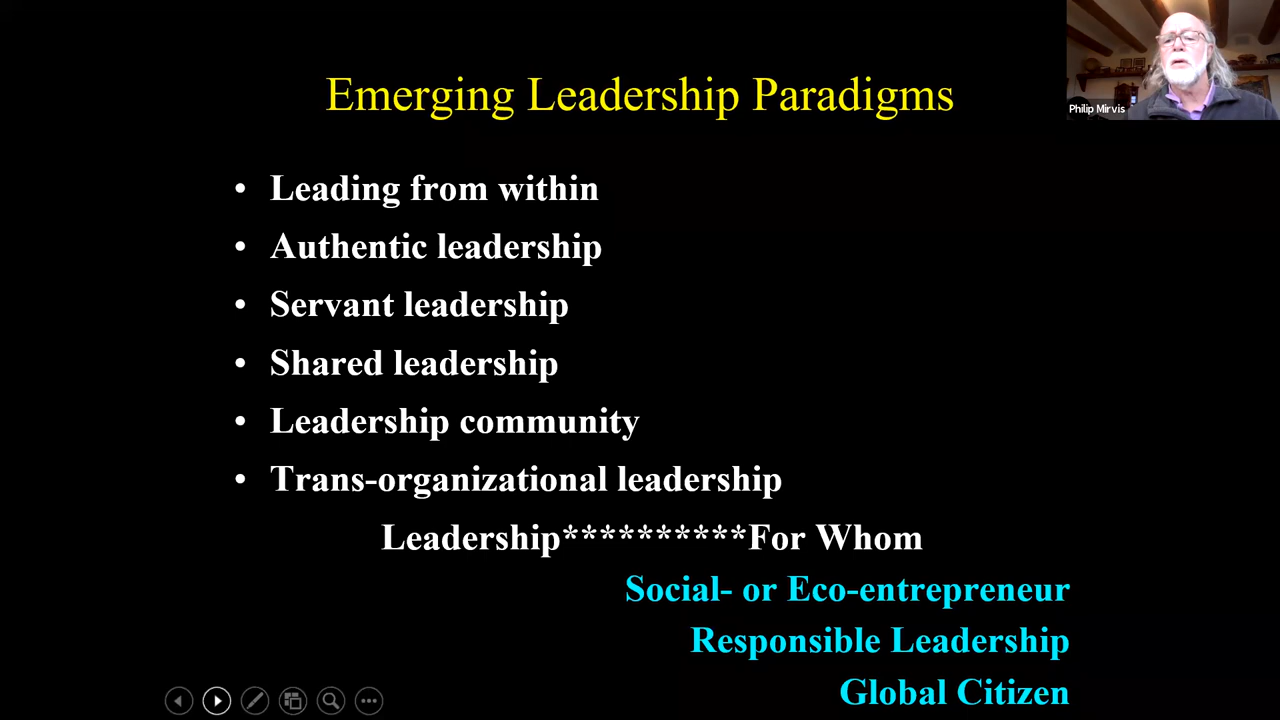 Emerging Leadership Paradigms
Philip Mirvis
• Leading from within
• Authentic leadership
• Servant leadership
• Shared leadership
• Leadership community
• Trans-organizational leadership
Leadership**********For Whom
Social- or Eco-entrepreneur
Responsible Leadership
Global Citizen